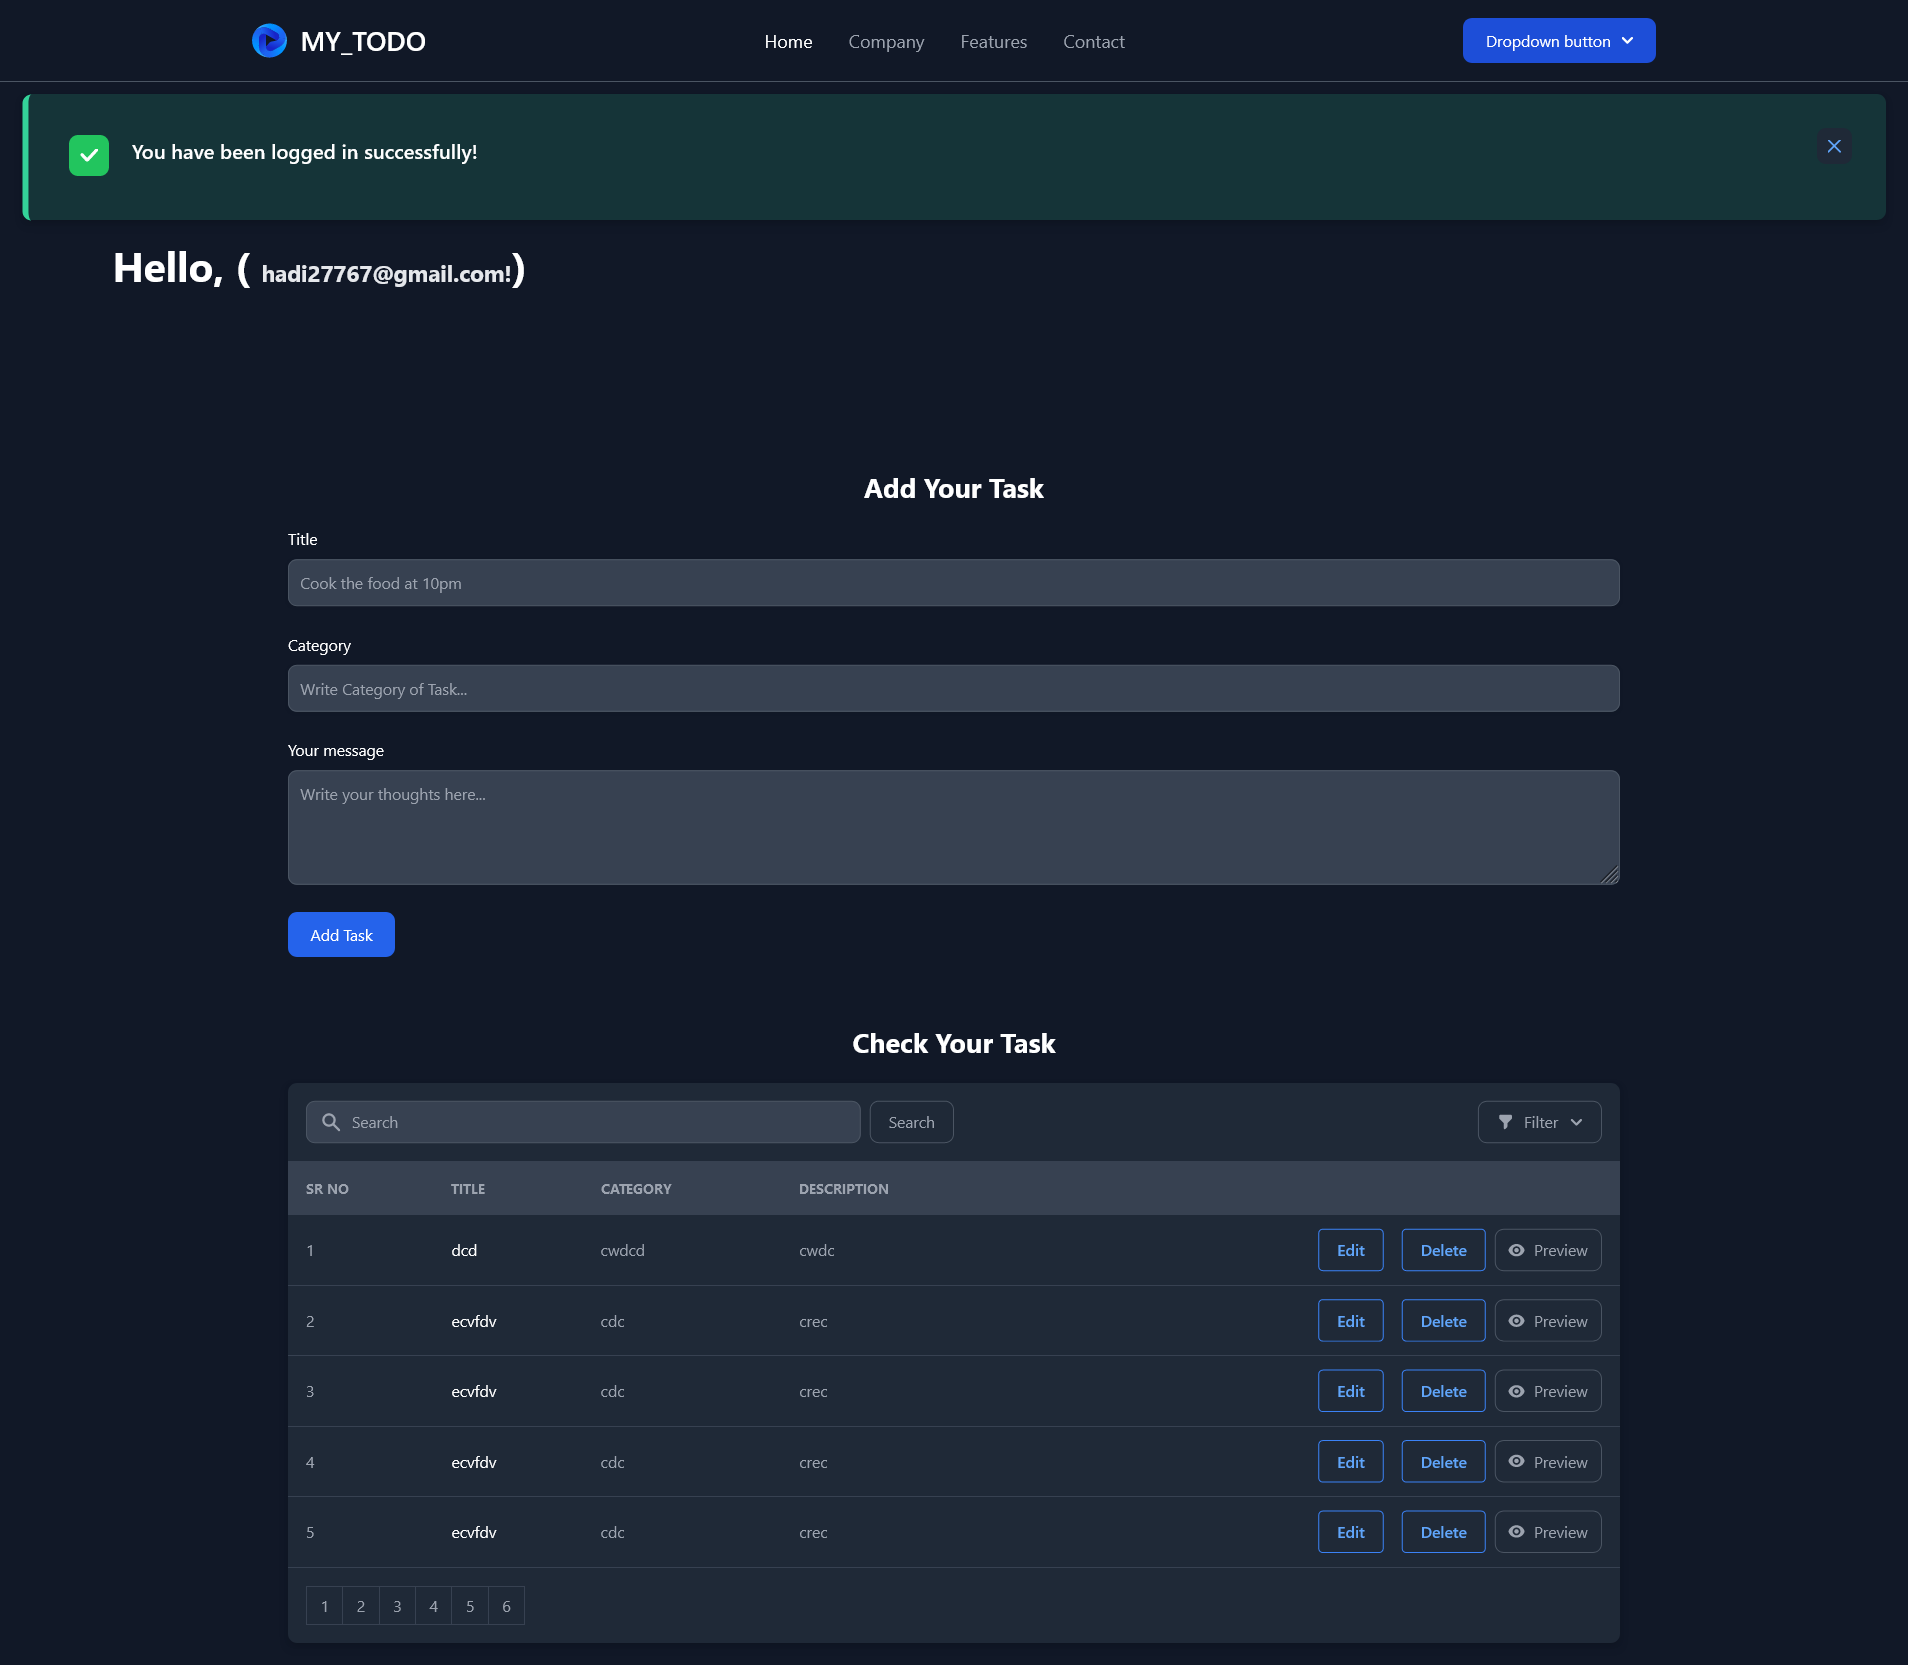 MY_TODO Home Company Features Contact Dropdown button
You have been logged in successfully!
Hello, ( hadi27767@gmail.com!)
Add Your Task
Title
Cook the food at 10pm
Category
Write Category of Task...
Your message
Write your thoughts here...
Add Task
Check Your Task
Search Search Filter
SR NO TITLE CATEGORY DESCRIPTION
1 dcd cwdcd cwdc Edit Delete Preview
2 ecvfdv cdc crec Edit Delete Preview
3 ecvfdv cdc crec Edit Delete Preview
4 ecvfdv cdc crec Edit Delete Preview
5 ecvfdv cdc crec Edit Delete Preview
1 2 3 4 5 6